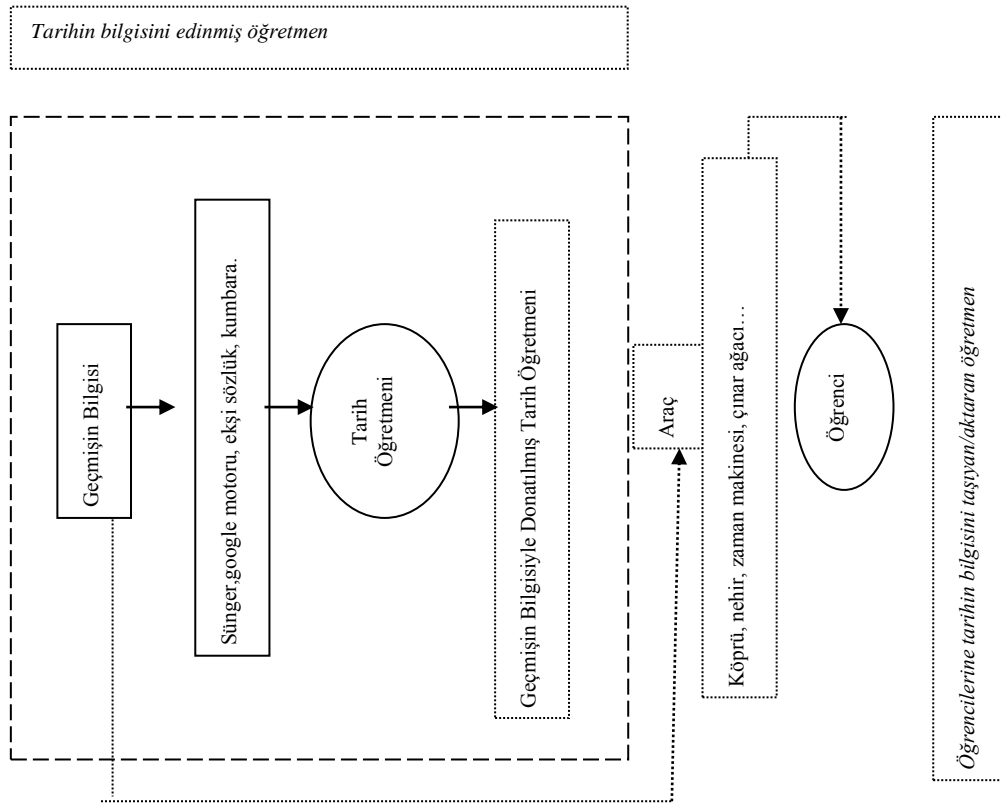 Tarihin bilgisini edinmiş öğretmen
Geçmişin Bilgisi
Sünger,google motoru, ekşi sözlük, kumbara.
Tarih
Öğretmeni
Geçmişin Bilgisiyle Donatılmış Tarih Öğretmeni
Araç
Köprü, nehir, zaman makinesi, çınar ağacı…
Öğrenci
Öğrencilerine tarihin bilgisini taşıyan/aktaran öğretmen